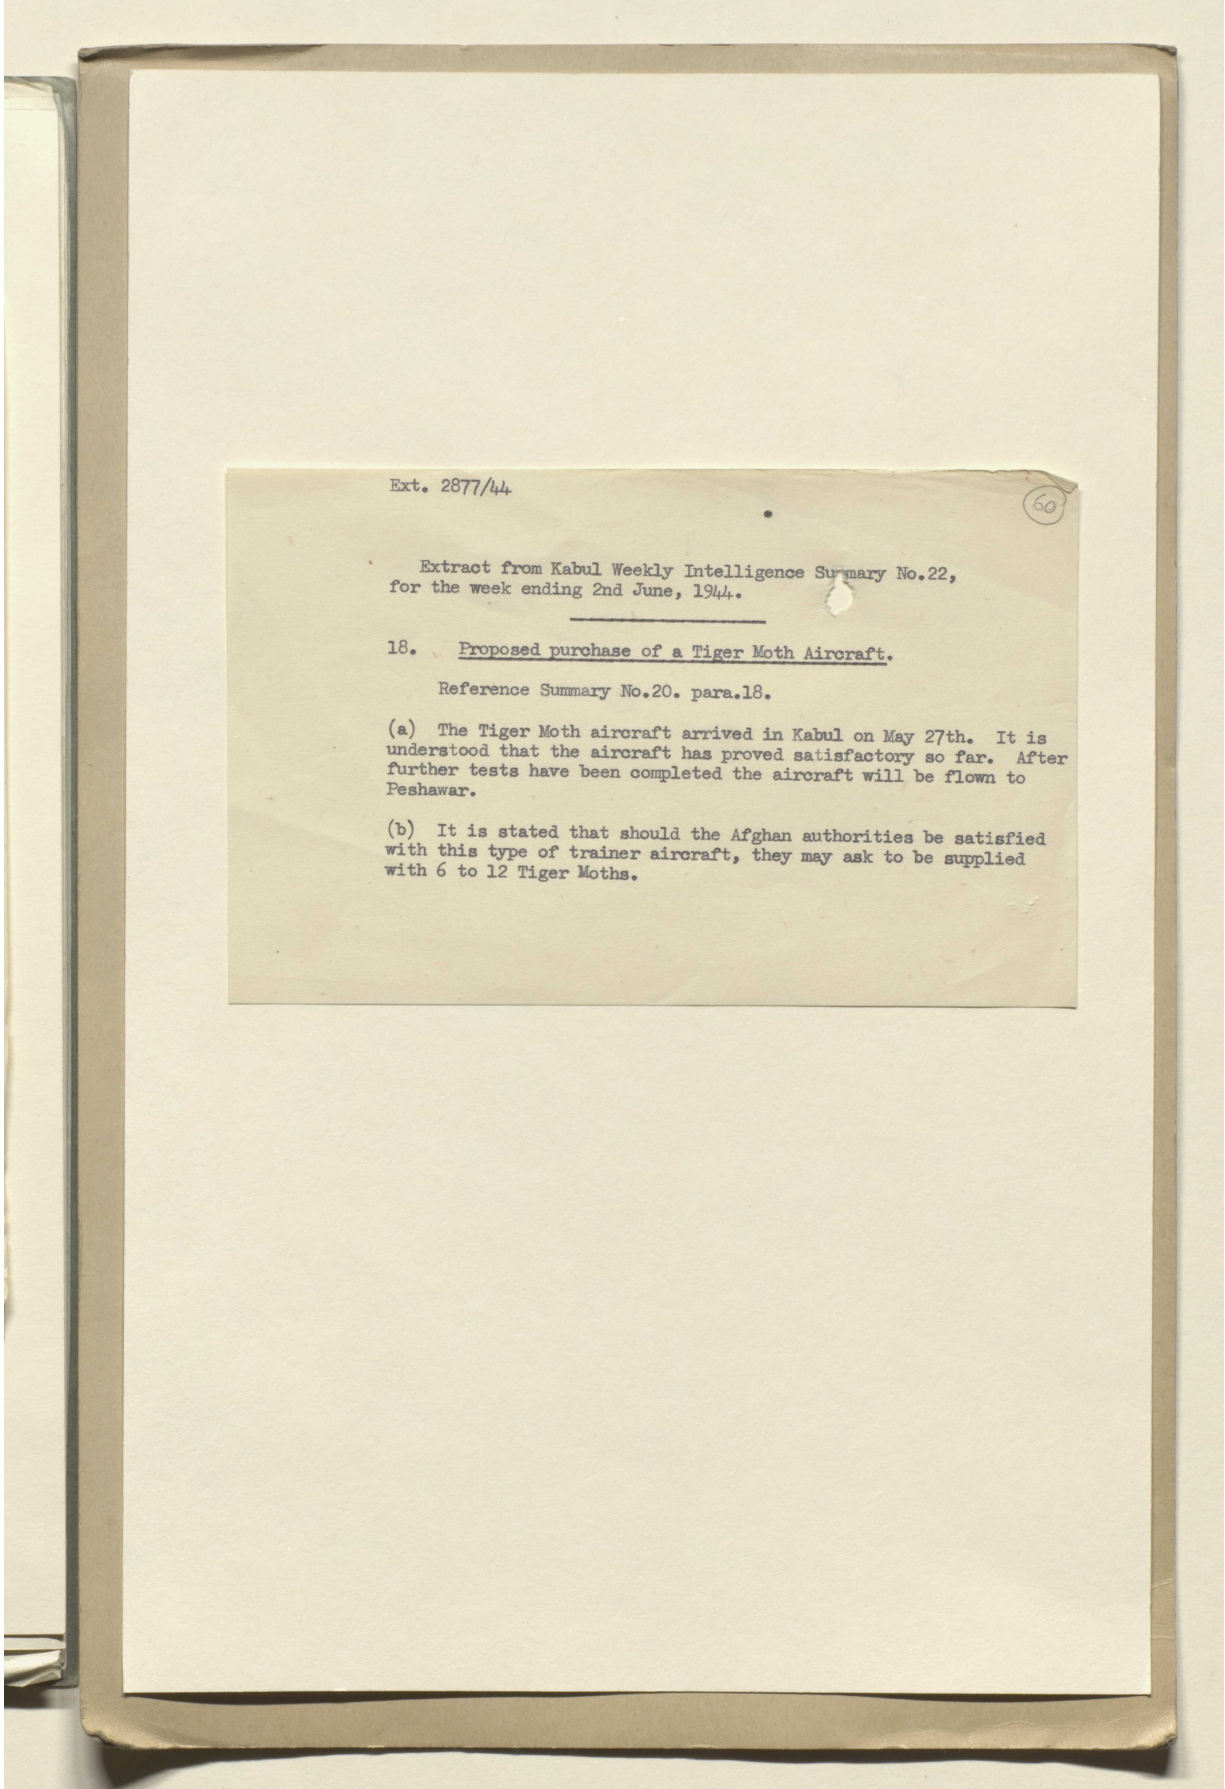 Ext. 2877/44
60
Extract from Kabul Weekly Intelligence Summary No.22,
for the week ending 2nd June, 1944.
18. Proposed purchase of a Tiger Moth Aircraft.
Reference Summary No.20. para.18.
(a) The Tiger Moth aircraft arrived in Kabul on May 27th. It is
understood that the aircraft has proved satisfactory so far. After
further tests have been completed the aircraft will be flown to
Peshawar.
(b) It is stated that should the Afghan authorities be satisfied
with this type of trainer aircraft, they may ask to be supplied
with 6 to 12 Tiger Moths.